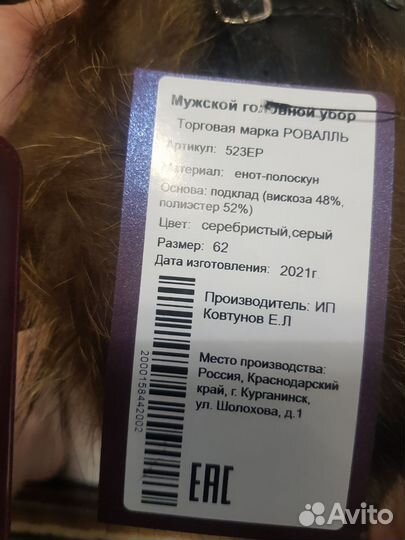 Мужской головной убор
Торговая марка РОВАЛЛЬ
Артикул: 523ЕР
Материал: енот-полоскун
Основа: подклад (вискоза 48%,
полиэстер 52%)
Цвет: серебристый,серый
Размер: 62
Дата изготовления: 2021г.
Производитель: ИП
Ковтунов Е.Л
Место производства:
Россия, Краснодарский
край, г. Курганинск,
ул. Шолохова, д.1
2000158442002
ЕАС
Avito